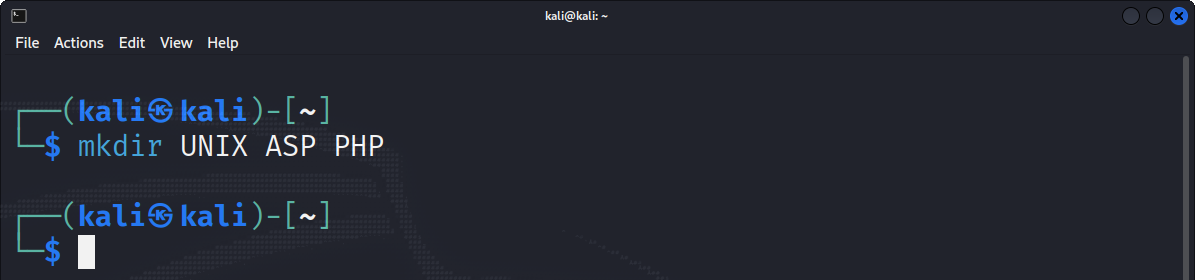 kali@kali: ~
File Actions Edit View Help
┌──(kali㉿kali)-[~]
└─$ mkdir UNIX ASP PHP
┌──(kali㉿kali)-[~]
└─$